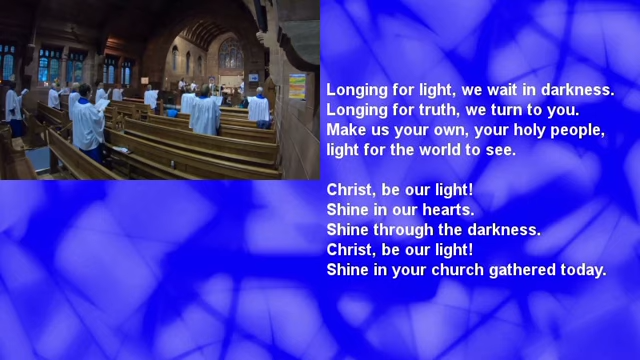 Longing for light, we wait in darkness.
Longing for truth, we turn to you.
Make us your own, your holy people,
light for the world to see.
Christ, be our light!
Shine in our hearts.
Shine through the darkness.
Christ, be our light!
Shine in your church gathered today.